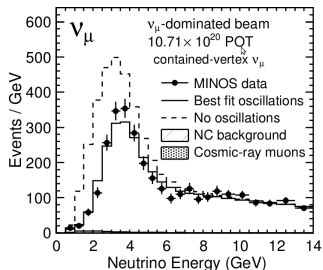 νμ
νμ-dominated beam
10.71× 10²⁰ POT
contained-vertex νμ
MINOS data
Best fit oscillations
No oscillations
NC background
Cosmic-ray muons
Events / GeV
600
500
400
300
200
100
0
0 2 4 6 8 10 12 14
Neutrino Energy (GeV)